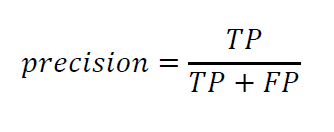 precision = TP / (TP + FP)